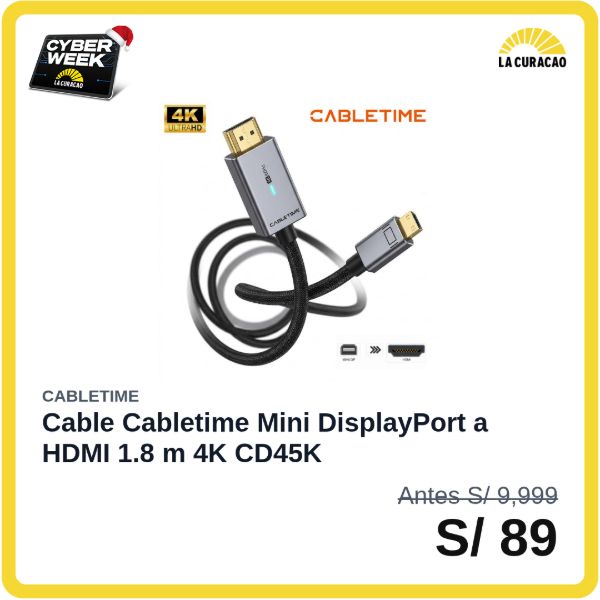 CYBER
WEEK
LA CURACAO
LA CURACAO
4K
ULTRA HD
CABLETIME
CABLETIME
CABLETIME
Cable Cabletime Mini DisplayPort a
HDMI 1.8 m 4K CD45K
Antes S/ 9,999
S/ 89